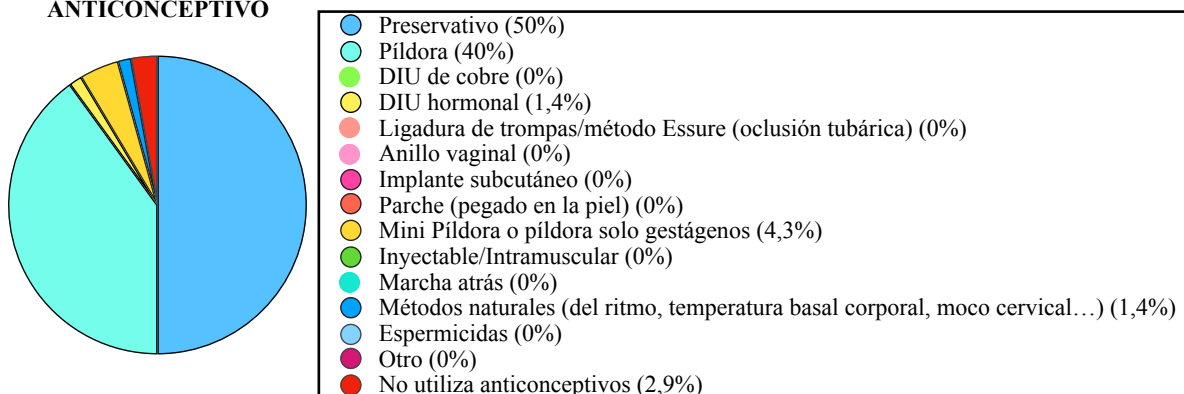 ANTICONCEPTIVO
Preservativo (50%)
Píldora (40%)
DIU de cobre (0%)
DIU hormonal (1,4%)
Ligadura de trompas/método Essure (oclusión tubárica) (0%)
Anillo vaginal (0%)
Implante subcutáneo (0%)
Parche (pegado en la piel) (0%)
Mini Píldora o píldora solo gestágenos (4,3%)
Inyectable/Intramuscular (0%)
Marcha atrás (0%)
Métodos naturales (del ritmo, temperatura basal corporal, moco cervical…) (1,4%)
Espermicidas (0%)
Otro (0%)
No utiliza anticonceptivos (2,9%)